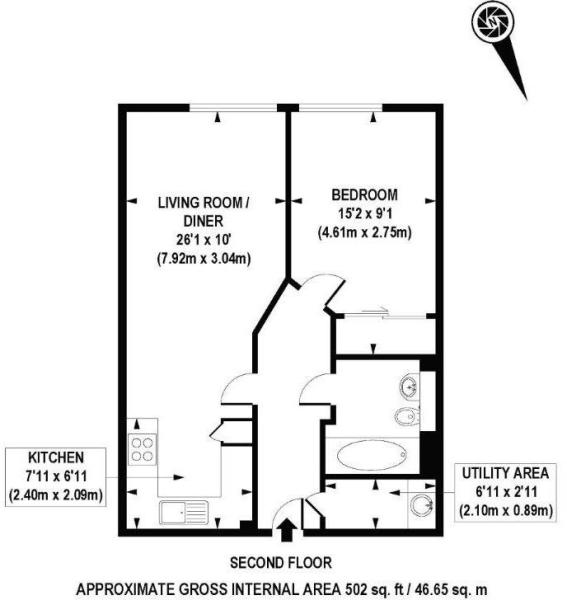 LIVING ROOM /
DINER
26'1 x 10'
(7.92m x 3.04m)
BEDROOM
15'2 x 9'1
(4.61m x 2.75m)
KITCHEN
7'11 x 6'11
(2.40m x 2.09m)
UTILITY AREA
6'11 x 2'11
(2.10m x 0.89m)
SECOND FLOOR
APPROXIMATE GROSS INTERNAL AREA 502 sq. ft / 46.65 sq. m